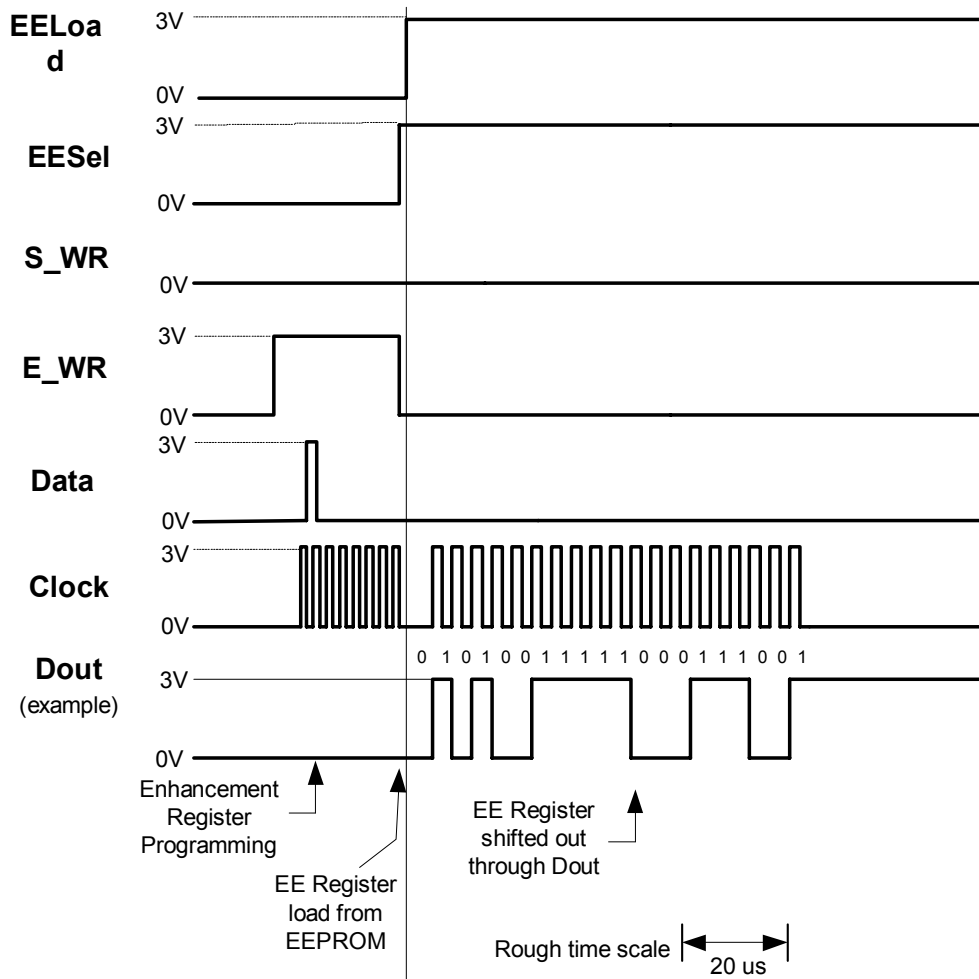 EELoa
d
3V
0V
EESel
3V
0V
S_WR
0V
E_WR
3V
0V
Data
3V
0V
Clock
3V
0V
0 1 0 1 0 0 1 1 1 1 1 0 0 0 1 1 1 0 0 1
Dout
(example)
3V
0V
Enhancement
Register
Programming
EE Register
load from
EEPROM
EE Register
shifted out
through Dout
Rough time scale
20 us